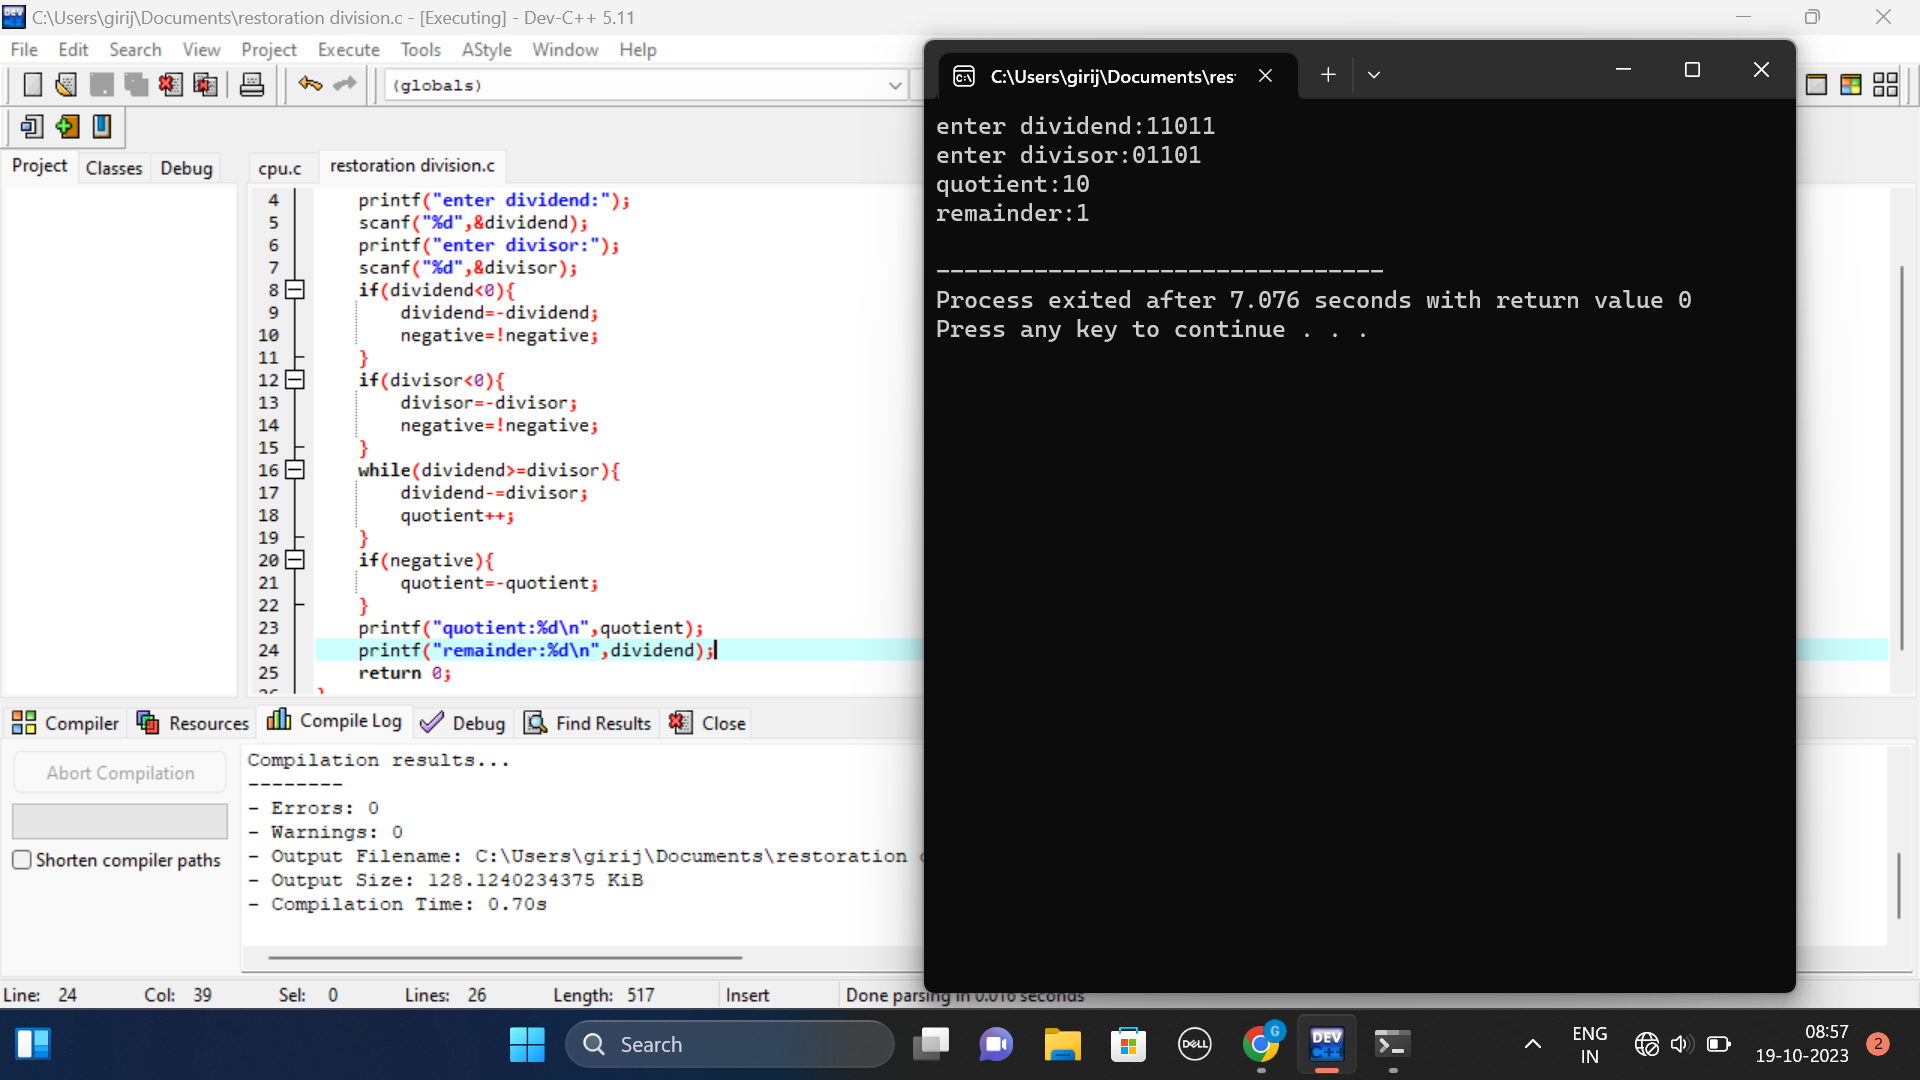 C:\Users\girij\Documents\restoration division.c - [Executing] - Dev-C++ 5.11
File Edit Search View Project Execute Tools AStyle Window Help
(globals)
Project Classes Debug
cpu.c restoration division.c
4 printf("enter dividend:");
5 scanf("%d",&dividend);
6 printf("enter divisor:");
7 scanf("%d",&divisor);
8 if(dividend<0){
9 dividend=-dividend;
10 negative=!negative;
11 }
12 if(divisor<0){
13 divisor=-divisor;
14 negative=!negative;
15 }
16 while(dividend>=divisor){
17 dividend-=divisor;
18 quotient++;
19 }
20 if(negative){
21 quotient=-quotient;
22 }
23 printf("quotient:%d\n",quotient);
24 printf("remainder:%d\n",dividend);
25 return 0;
C:\Users\girij\Documents\res
enter dividend:11011
enter divisor:01101
quotient:10
remainder:1
--------------------------------
Process exited after 7.076 seconds with return value 0
Press any key to continue . . .
Compiler Resources Compile Log Debug Find Results Close
Abort Compilation
Shorten compiler paths
Compilation results...
--------
- Errors: 0
- Warnings: 0
- Output Filename: C:\Users\girij\Documents\restoration
- Output Size: 128.1240234375 KiB
- Compilation Time: 0.70s
Line: 24 Col: 39 Sel: 0 Lines: 26 Length: 517 Insert Done parsing in 0.016 seconds
Search
DELL
G
DEV C++
ENG
IN
08:57
19-10-2023
2